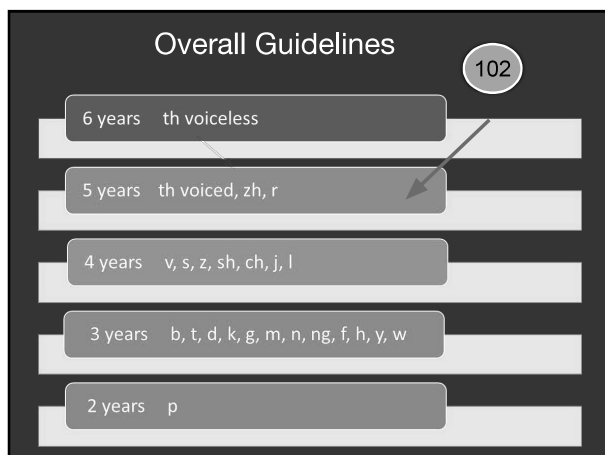 Overall Guidelines
102
6 years th voiceless
5 years th voiced, zh, r
4 years v, s, z, sh, ch, j, l
3 years b, t, d, k, g, m, n, ng, f, h, y, w
2 years p